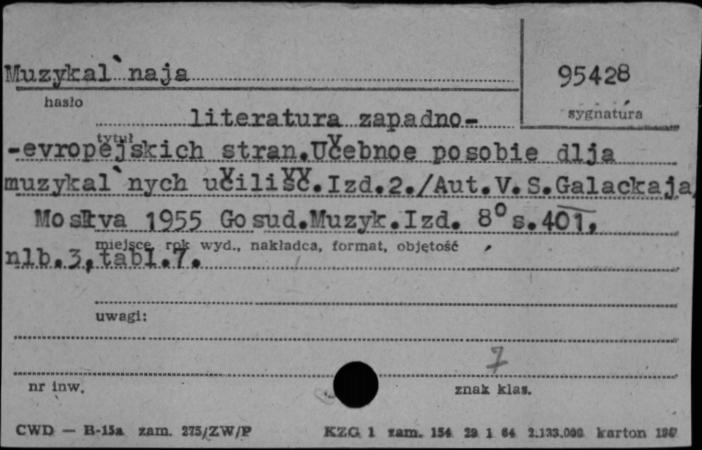 Muzykal`naja
95428
hasło
sygnatura
literatura zapadno-
tytuł
-evropejskich stran.Učebnoe posobie dlja
muzykal`nych učilišč.Izd.2./Aut.V.S.Galackaja/
Moskva 1955 Gosud.Muzyk.Izd. 8° s.401,
miejsce, rok wyd., nakładca, format, objętość
nlb.3,tabl.7.
uwagi:
7
nr inw.
znak klas.
CWD — B-15a zam. 275/ZW/P
KZG 1 zam. 154 29 1 64 2.133.000 karton